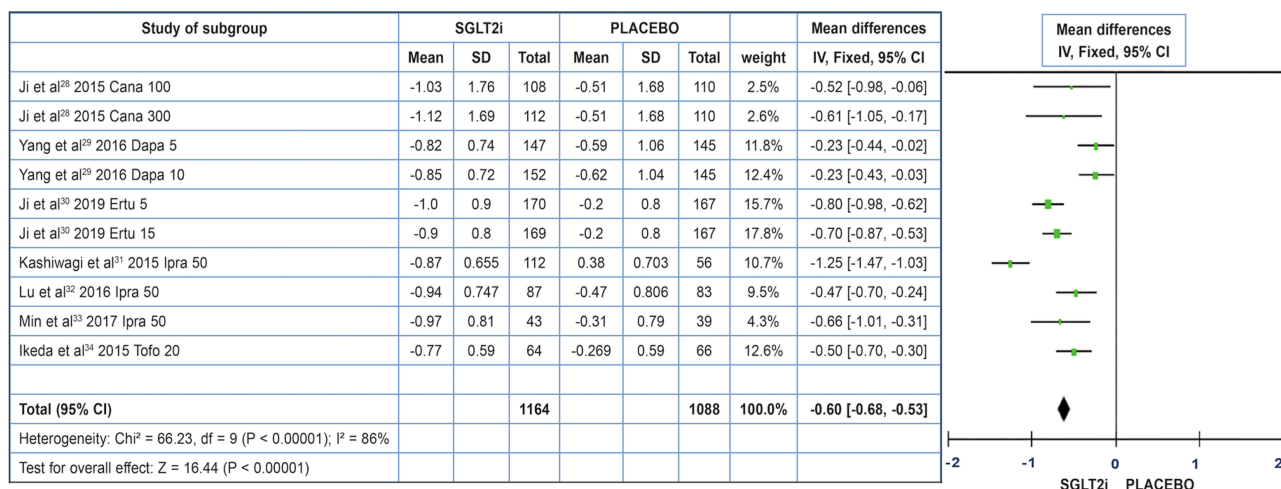 Study of subgroup SGLT2i PLACEBO Mean differences
Mean SD Total Mean SD Total weight IV, Fixed, 95% CI
Ji et al²⁸ 2015 Cana 100 -1.03 1.76 108 -0.51 1.68 110 2.5% -0.52 [-0.98, -0.06]
Ji et al²⁸ 2015 Cana 300 -1.12 1.69 112 -0.51 1.68 110 2.6% -0.61 [-1.05, -0.17]
Yang et al²⁹ 2016 Dapa 5 -0.82 0.74 147 -0.59 1.06 145 11.8% -0.23 [-0.44, -0.02]
Yang et al²⁹ 2016 Dapa 10 -0.85 0.72 152 -0.62 1.04 145 12.4% -0.23 [-0.43, -0.03]
Ji et al³⁰ 2019 Ertu 5 -1.0 0.9 170 -0.2 0.8 167 15.7% -0.80 [-0.98, -0.62]
Ji et al³⁰ 2019 Ertu 15 -0.9 0.8 169 -0.2 0.8 167 17.8% -0.70 [-0.87, -0.53]
Kashiwagi et al³¹ 2015 Ipra 50 -0.87 0.655 112 0.38 0.703 56 10.7% -1.25 [-1.47, -1.03]
Lu et al³² 2016 Ipra 50 -0.94 0.747 87 -0.47 0.806 83 9.5% -0.47 [-0.70, -0.24]
Min et al³³ 2017 Ipra 50 -0.97 0.81 43 -0.31 0.79 39 4.3% -0.66 [-1.01, -0.31]
Ikeda et al³⁴ 2015 Tofo 20 -0.77 0.59 64 -0.269 0.59 66 12.6% -0.50 [-0.70, -0.30]
Total (95% CI) 1164 1088 100.0% -0.60 [-0.68, -0.53]
Heterogeneity: Chi² = 66.23, df = 9 (P < 0.00001); I² = 86%
Test for overall effect: Z = 16.44 (P < 0.00001)
Mean differences
IV, Fixed, 95% CI
-2 -1 0 1 2
SGLT2i PLACEBO